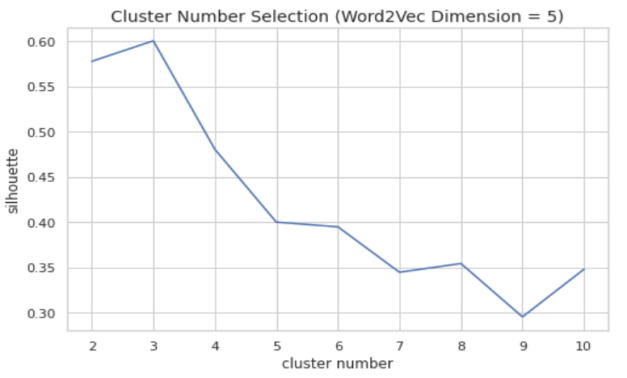 Cluster Number Selection (Word2Vec Dimension = 5)
0.60
0.55
0.50
0.45
0.40
0.35
0.30
silhouette
2 3 4 5 6 7 8 9 10
cluster number